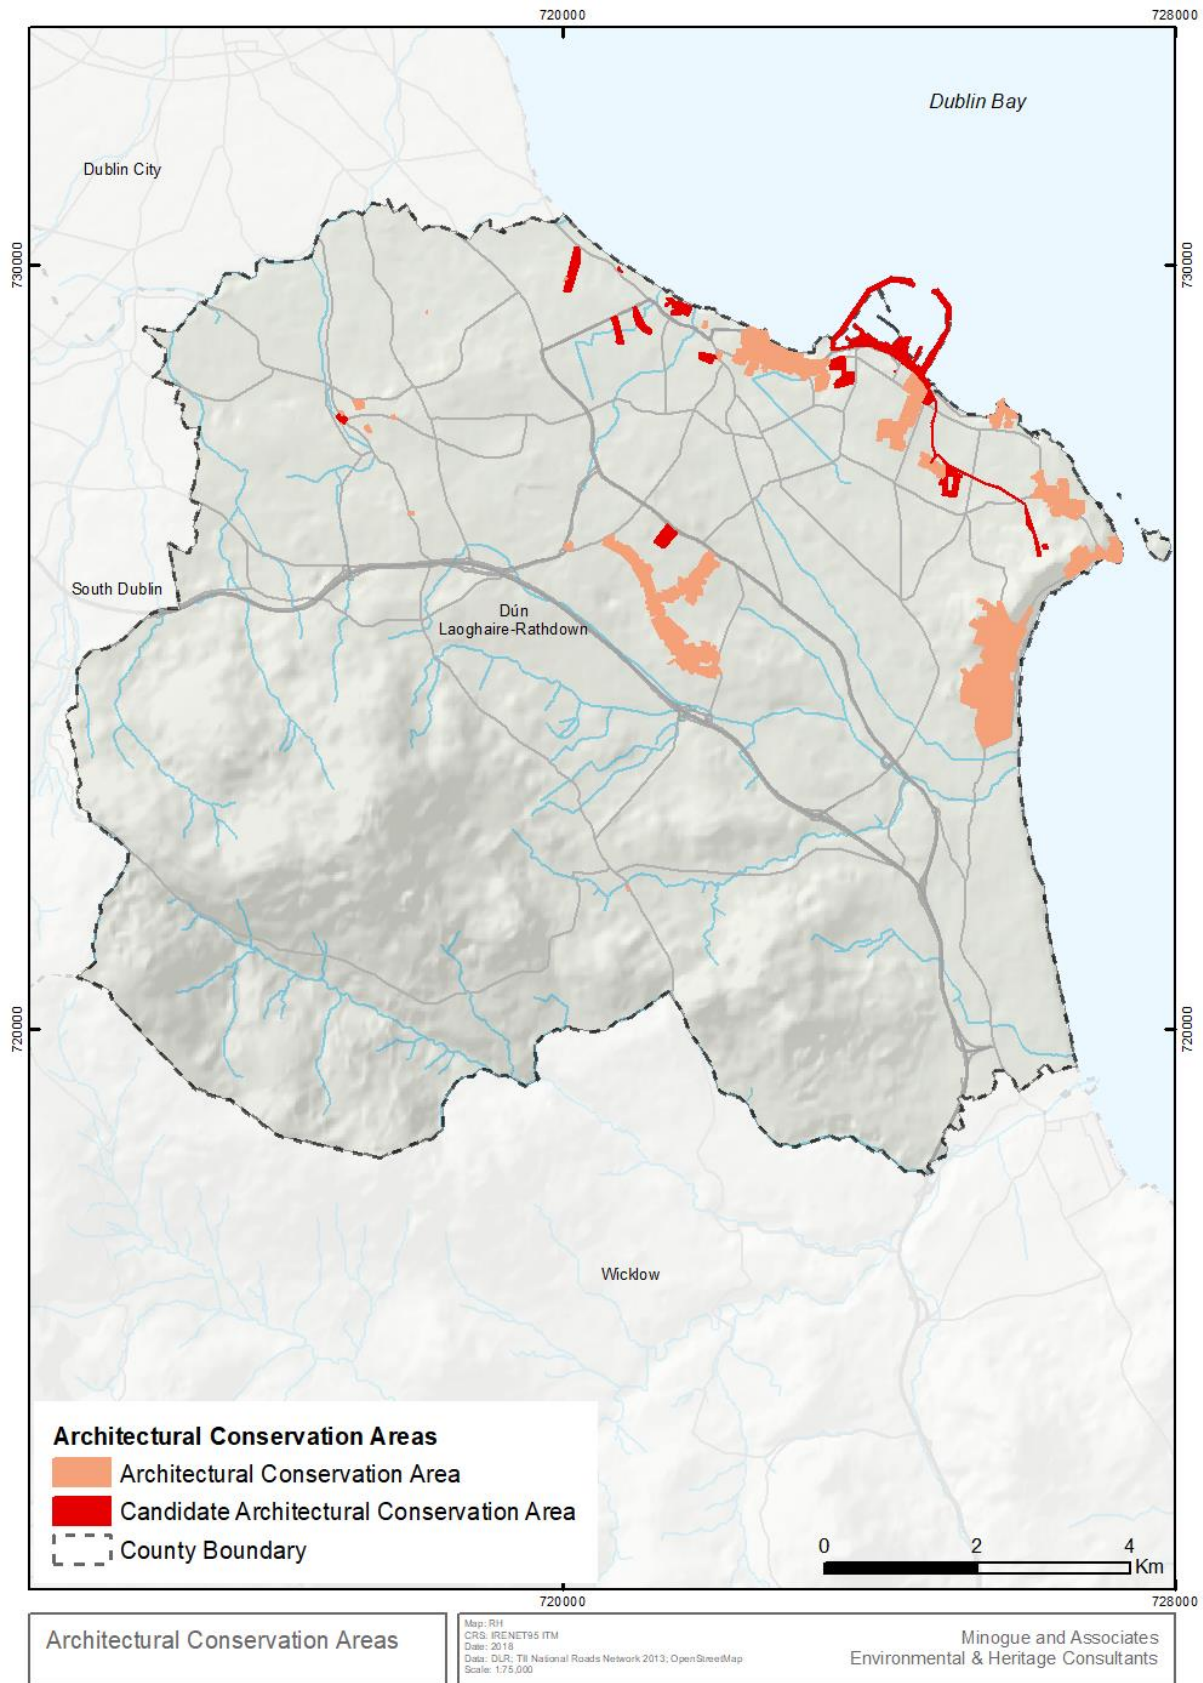 720000
728000
Dublin Bay
Dublin City
730000
730000
South Dublin
Dún
Laoghaire-Rathdown
720000
720000
Wicklow
Architectural Conservation Areas
Architectural Conservation Area
Candidate Architectural Conservation Area
County Boundary
0 2 4
Km
720000
728000
Architectural Conservation Areas
Map: RH
CRS: IRENET95 ITM
Date: 2018
Data: DLR; TII National Roads Network 2013; OpenStreetMap
Scale: 1:75,000
Minogue and Associates
Environmental & Heritage Consultants